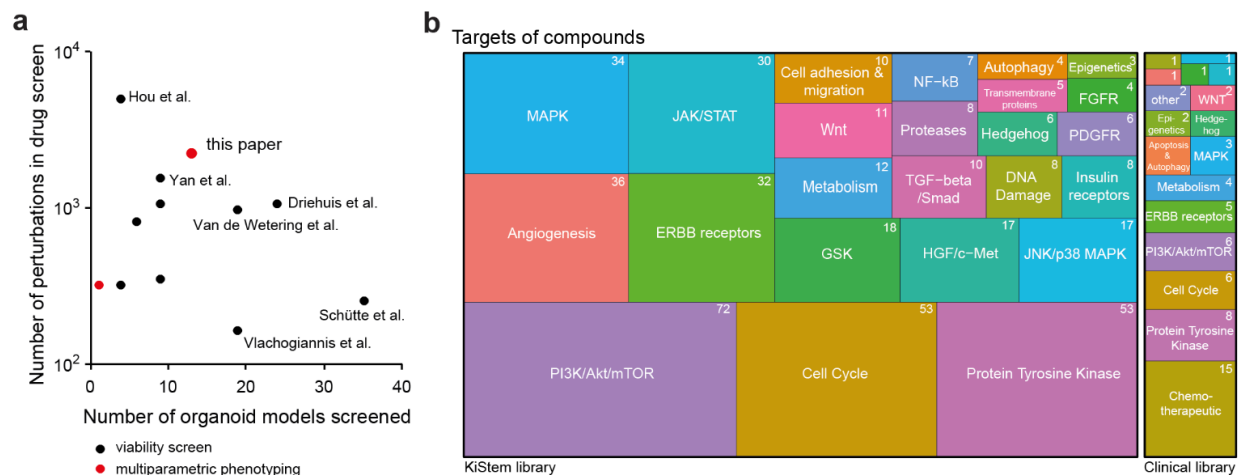 a
Number of perturbations in drug screen
10^4
10^3
10^2
Hou et al.
this paper
Yan et al.
Driehuis et al.
Van de Wetering et al.
Schütte et al.
Vlachogiannis et al.
0
10
20
30
40
Number of organoid models screened
viability screen
multiparametric phenotyping
b
Targets of compounds
34
MAPK
30
JAK/STAT
36
Angiogenesis
32
ERBB receptors
10
Cell adhesion &
migration
11
Wnt
12
Metabolism
7
NF−kB
8
Proteases
4
Autophagy
3
Epigenetics
5
Transmembrane
proteins
4
FGFR
6
Hedgehog
6
PDGFR
10
TGF−beta
/Smad
8
DNA
Damage
8
Insulin
receptors
18
GSK
17
HGF/c−Met
17
JNK/p38 MAPK
72
PI3K/Akt/mTOR
53
Cell Cycle
53
Protein Tyrosine Kinase
KiStem library
1
1
1
1
1
2
other
2
WNT
2
Epi-
genetics
Hedge-
hog
Apoptosis
&
Autophagy
3
MAPK
4
Metabolism
5
ERBB receptors
6
PI3K/Akt/mTOR
6
Cell Cycle
8
Protein Tyrosine
Kinase
15
Chemo-
therapeutic
Clinical library